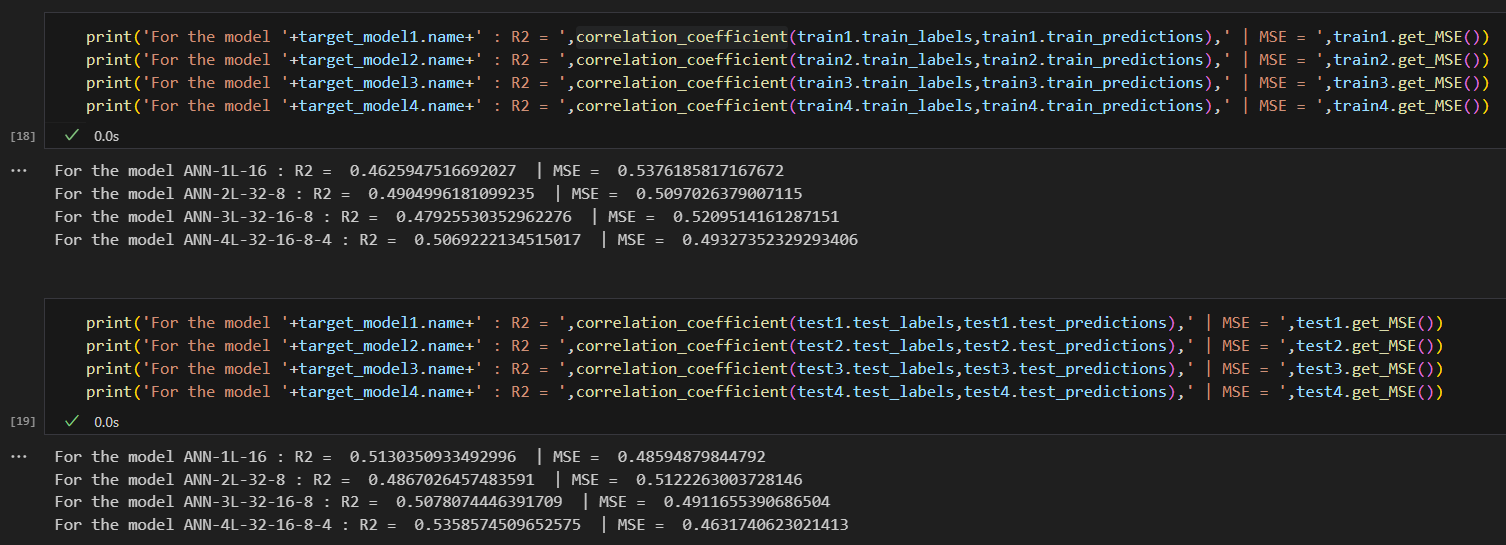 print('For the model '+target_model1.name+' : R2 = ',correlation_coefficient(train1.train_labels,train1.train_predictions),' | MSE = ',train1.get_MSE())
print('For the model '+target_model2.name+' : R2 = ',correlation_coefficient(train2.train_labels,train2.train_predictions),' | MSE = ',train2.get_MSE())
print('For the model '+target_model3.name+' : R2 = ',correlation_coefficient(train3.train_labels,train3.train_predictions),' | MSE = ',train3.get_MSE())
print('For the model '+target_model4.name+' : R2 = ',correlation_coefficient(train4.train_labels,train4.train_predictions),' | MSE = ',train4.get_MSE())
[18] ✓ 0.0s
... For the model ANN-1L-16 : R2 =  0.4625947516692027  | MSE =  0.5376185817167672
For the model ANN-2L-32-8 : R2 =  0.4904996181099235  | MSE =  0.5097026379007115
For the model ANN-3L-32-16-8 : R2 =  0.47925530352962276  | MSE =  0.5209514161287151
For the model ANN-4L-32-16-8-4 : R2 =  0.5069222134515017  | MSE =  0.49327352329293406
print('For the model '+target_model1.name+' : R2 = ',correlation_coefficient(test1.test_labels,test1.test_predictions),' | MSE = ',test1.get_MSE())
print('For the model '+target_model2.name+' : R2 = ',correlation_coefficient(test2.test_labels,test2.test_predictions),' | MSE = ',test2.get_MSE())
print('For the model '+target_model3.name+' : R2 = ',correlation_coefficient(test3.test_labels,test3.test_predictions),' | MSE = ',test3.get_MSE())
print('For the model '+target_model4.name+' : R2 = ',correlation_coefficient(test4.test_labels,test4.test_predictions),' | MSE = ',test4.get_MSE())
[19] ✓ 0.0s
... For the model ANN-1L-16 : R2 =  0.5130350933492996  | MSE =  0.48594879844792
For the model ANN-2L-32-8 : R2 =  0.4867026457483591  | MSE =  0.5122263003728146
For the model ANN-3L-32-16-8 : R2 =  0.5078074446391709  | MSE =  0.4911655390686504
For the model ANN-4L-32-16-8-4 : R2 =  0.5358574509652575  | MSE =  0.4631740623021413